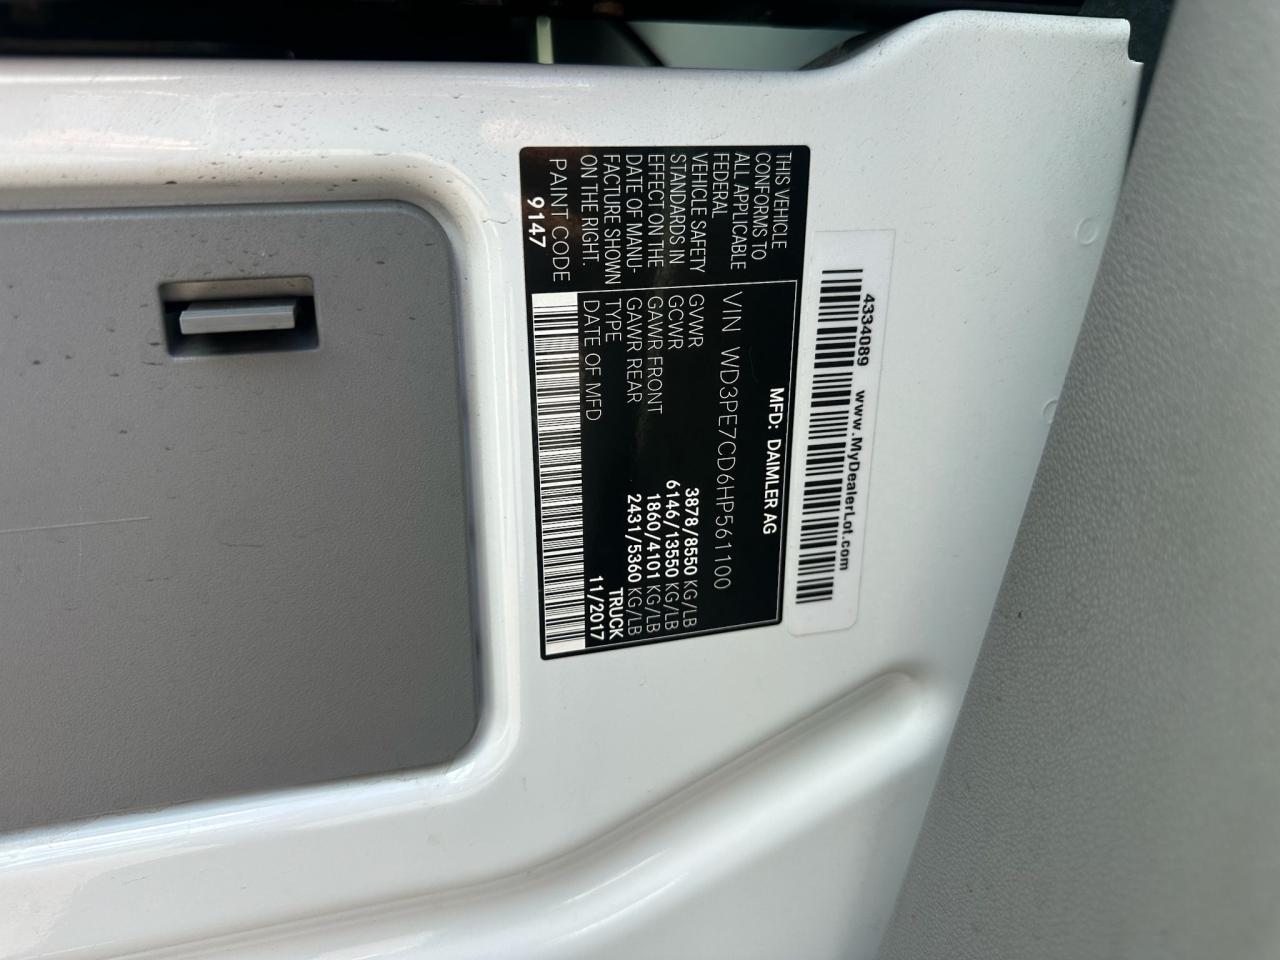 4334089 www.MyDealerLot.com
MFD: DAIMLER AG
THIS VEHICLE
CONFORMS TO
ALL APPLICABLE
FEDERAL
VEHICLE SAFETY
STANDARDS IN
EFFECT ON THE
DATE OF MANU-
FACTURE SHOWN
ON THE RIGHT.
PAINT CODE
9147
VIN WD3PE7CD6HP561100
GVWR 3878/8550 KG/LB
GCWR 6146/13550 KG/LB
GAWR FRONT 1860/4101 KG/LB
GAWR REAR 2431/5360 KG/LB
TYPE TRUCK
DATE OF MFD 11/2017